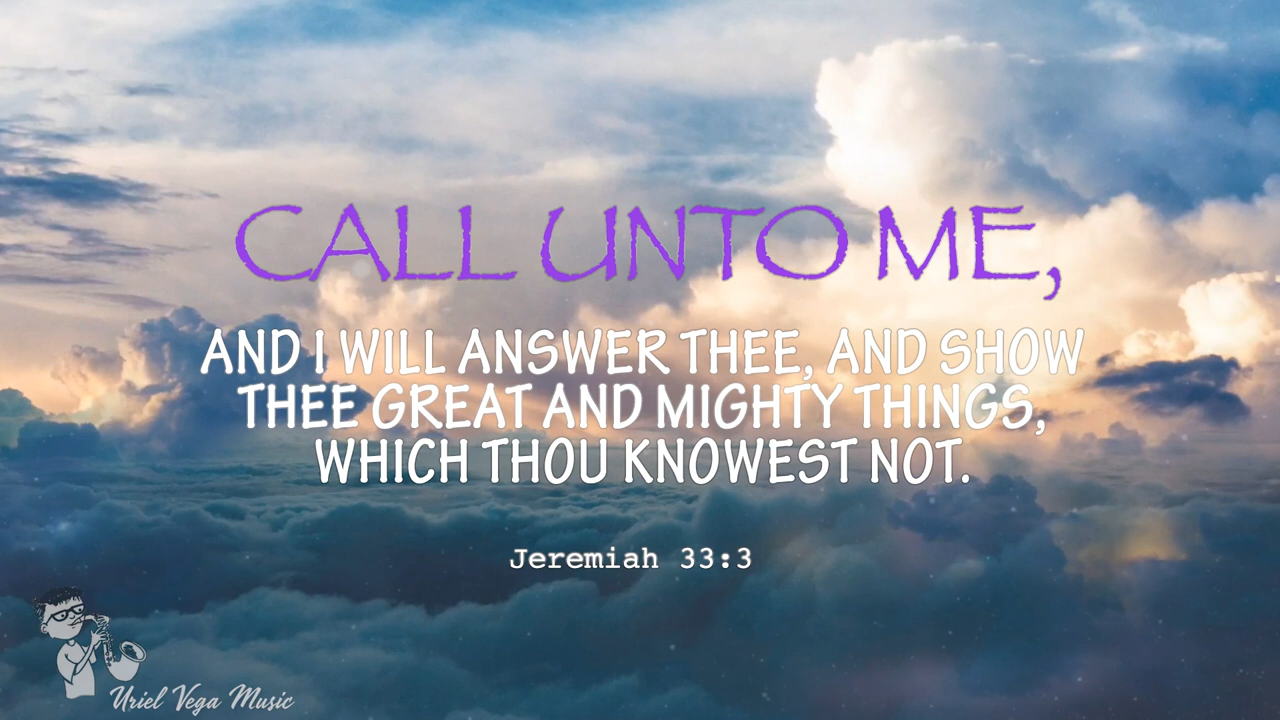 CALL UNTO ME,
AND I WILL ANSWER THEE, AND SHOW
THEE GREAT AND MIGHTY THINGS,
WHICH THOU KNOWEST NOT.
Jeremiah 33:3
Uriel Vega Music